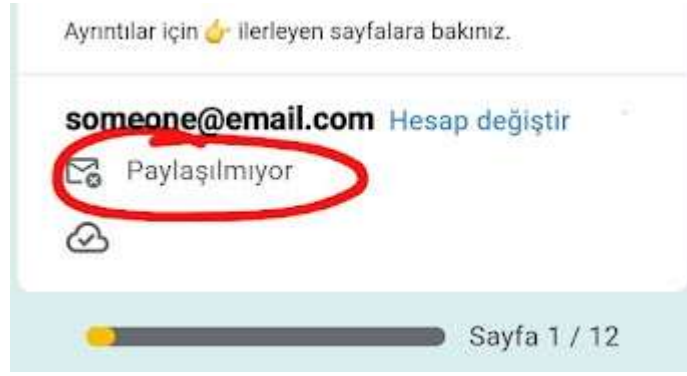 Ayrıntılar için 👉 ilerleyen sayfalara bakınız.
someone@email.com Hesap değiştir
Paylaşılmıyor
Sayfa 1 / 12